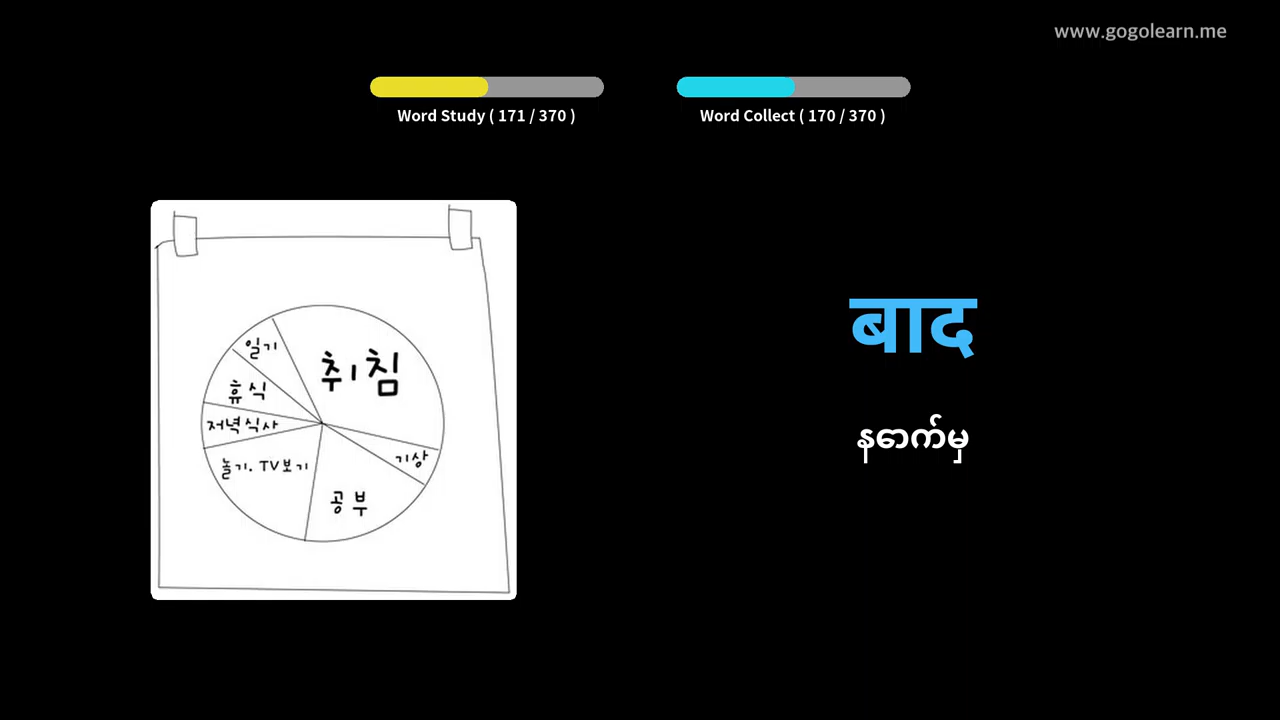 www.gogolearn.me
Word Study ( 171 / 370 )
Word Collect ( 170 / 370 )
일기
취침
휴식
저녁식사
놀기. TV보기
기상
공부
बाद
နောက်မှ